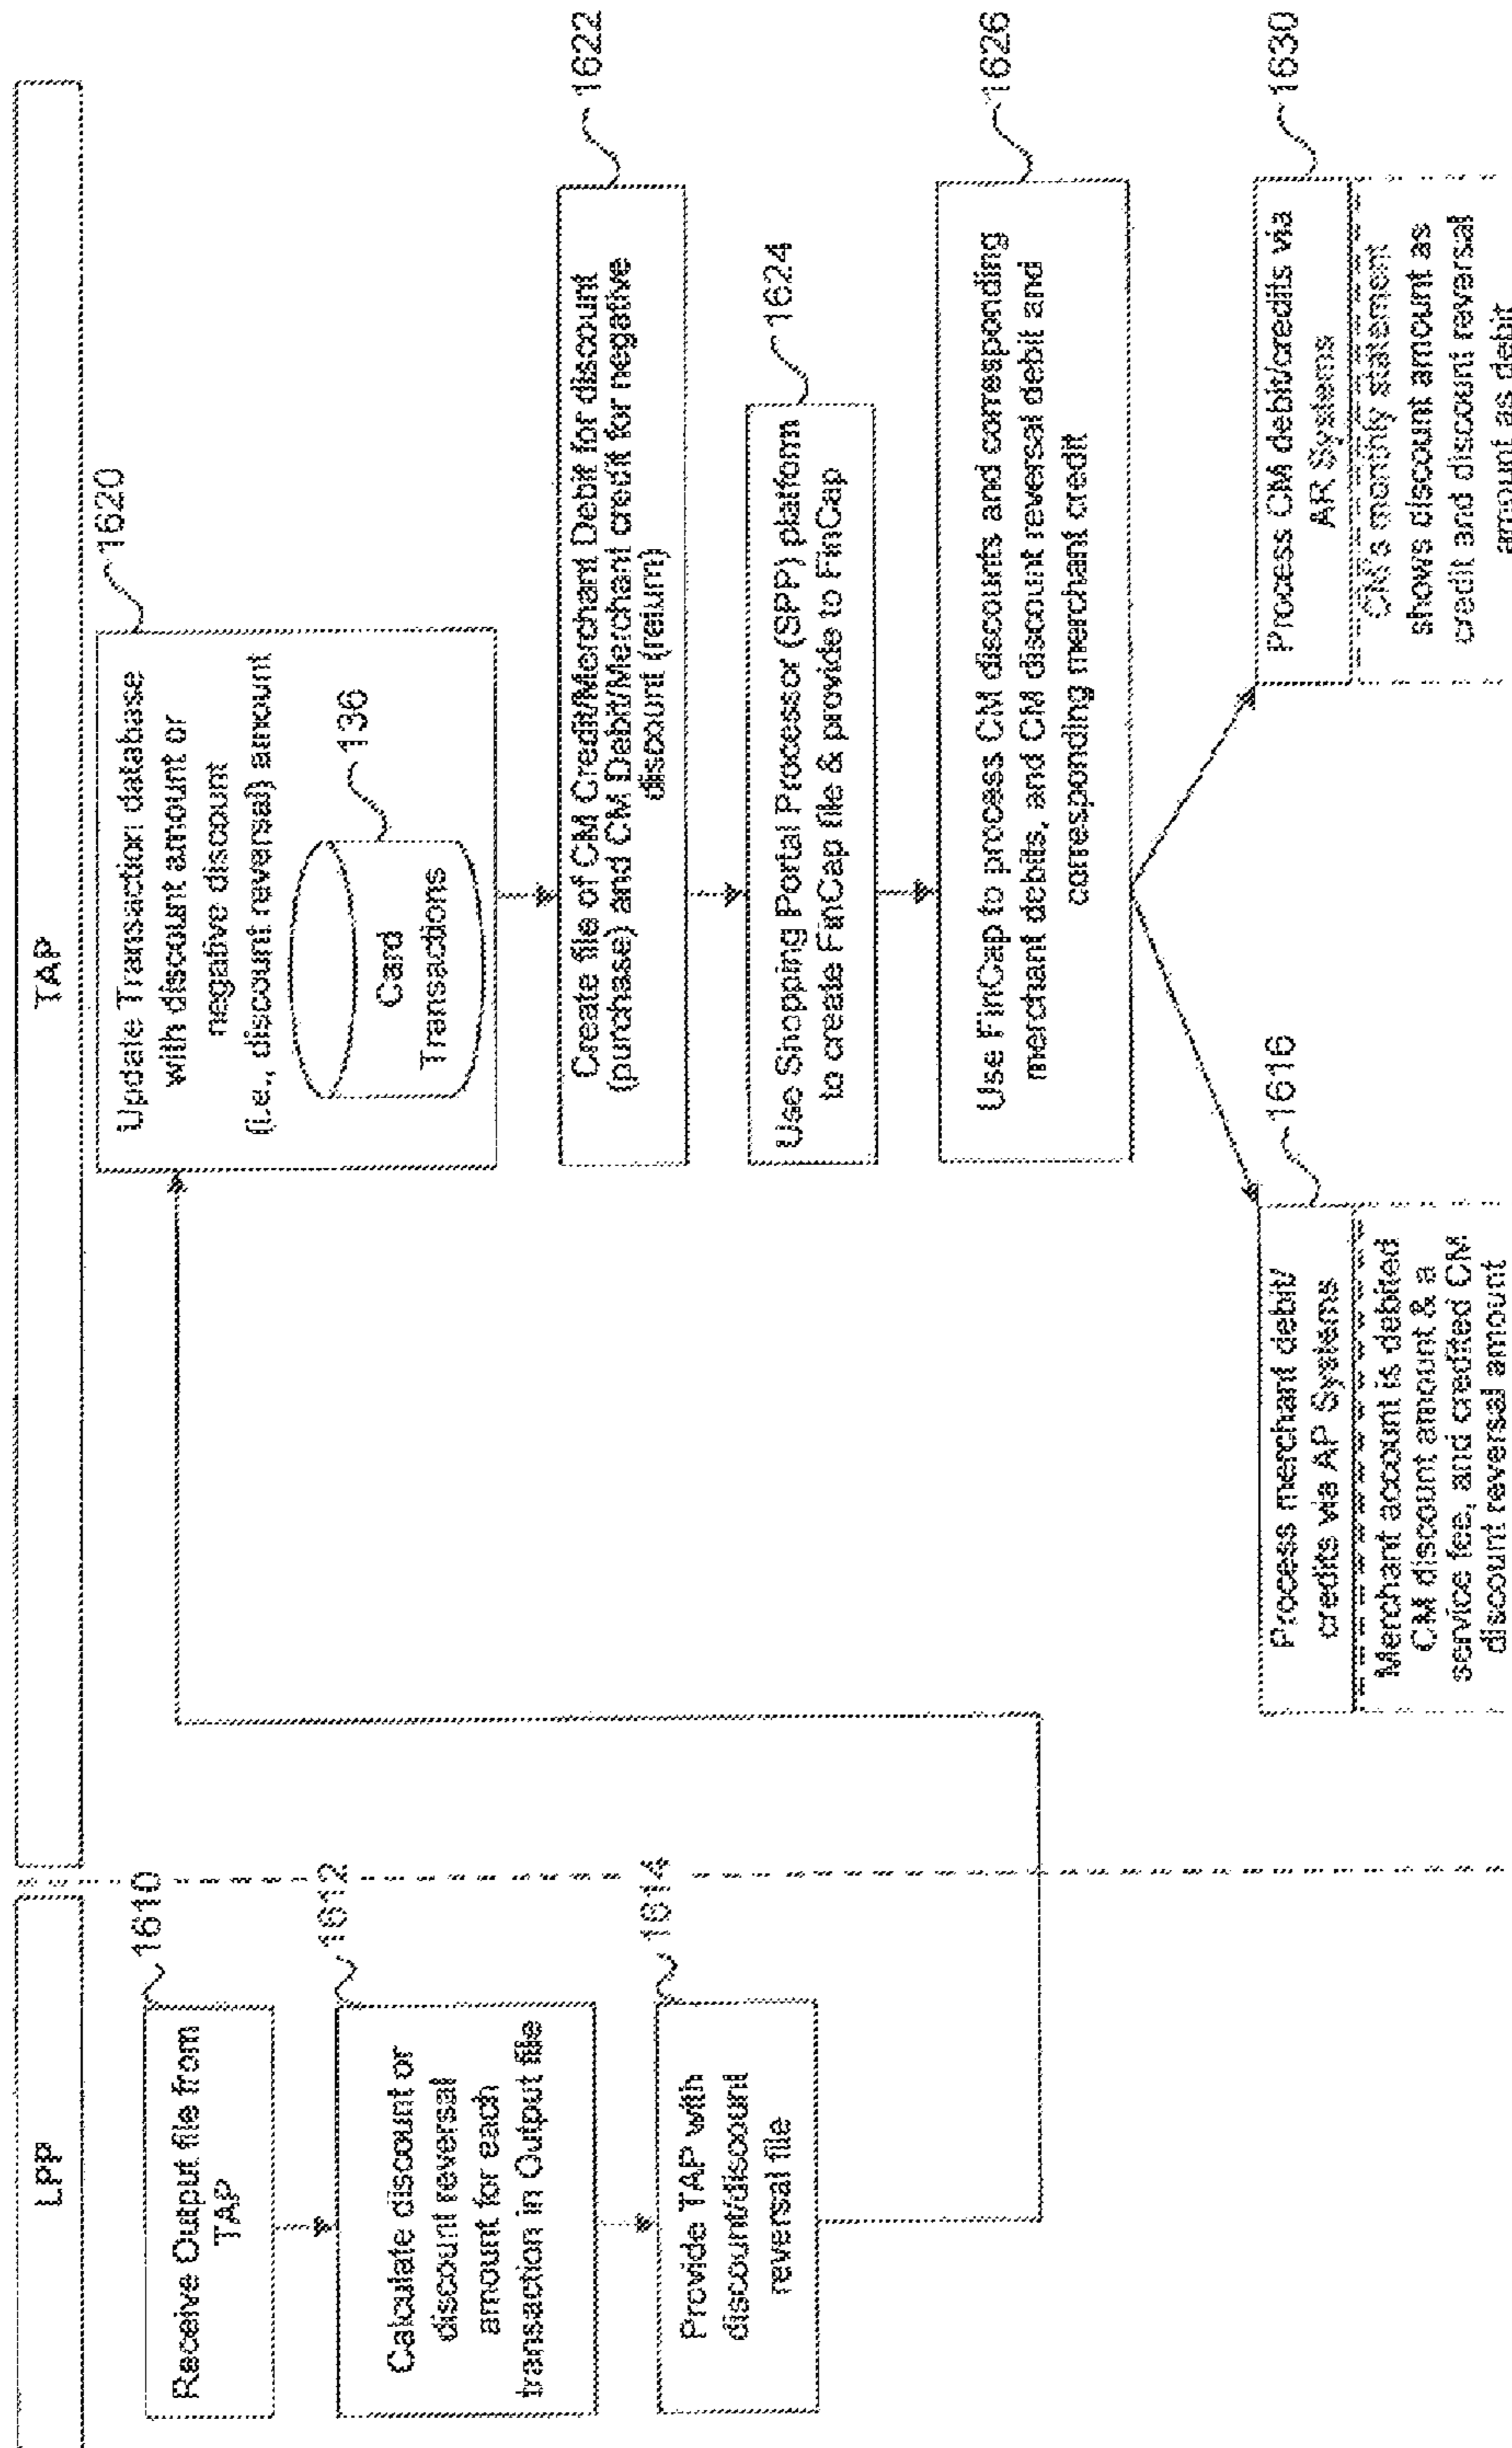 LPP
Receive Output file from
TAP
1610
Calculate discount or
discount reversal
amount for each
transaction in Output file
1612
Provide TAP with
discount/discount
reversal file
1614
TAP
Update Transaction database
with discount amount or
negative discount
(i.e., discount reversal) amount
1620
Card
Transactions
136
Create file of CM Credit/Merchant Debit for discount
(purchase) and CM Debit/Merchant credit for negative
discount (return)
1622
Use Shopping Portal Processor (SPP) platform
to create FinCap file & provide to FinCap
1624
Use FinCap to process CM discounts and corresponding
merchant debits, and CM discount reversal debit and
corresponding merchant credit
1626
Process merchant debit/
credits via AP Systems
1616
Merchant account is debited
CM discount amount & a
service fee, and credited CM
discount reversal amount
Process CM debit/credits via
AR Systems
1630
CM's monthly statement
shows discount amount as
credit and discount reversal
amount as debit